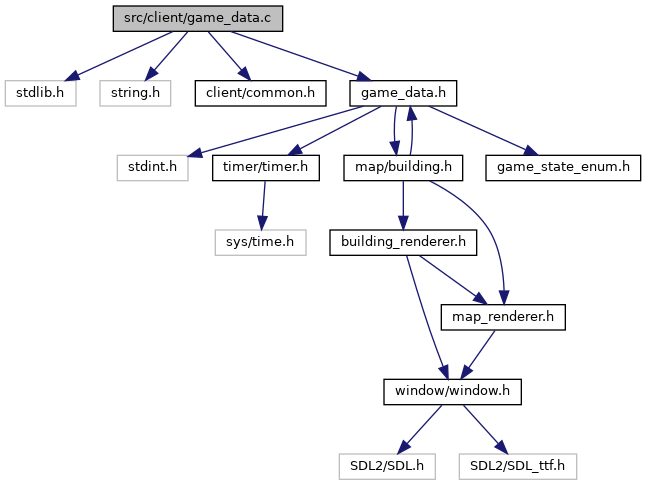 src/client/game_data.c
stdlib.h
string.h
client/common.h
game_data.h
stdint.h
timer/timer.h
map/building.h
game_state_enum.h
sys/time.h
building_renderer.h
map_renderer.h
window/window.h
SDL2/SDL.h
SDL2/SDL_ttf.h